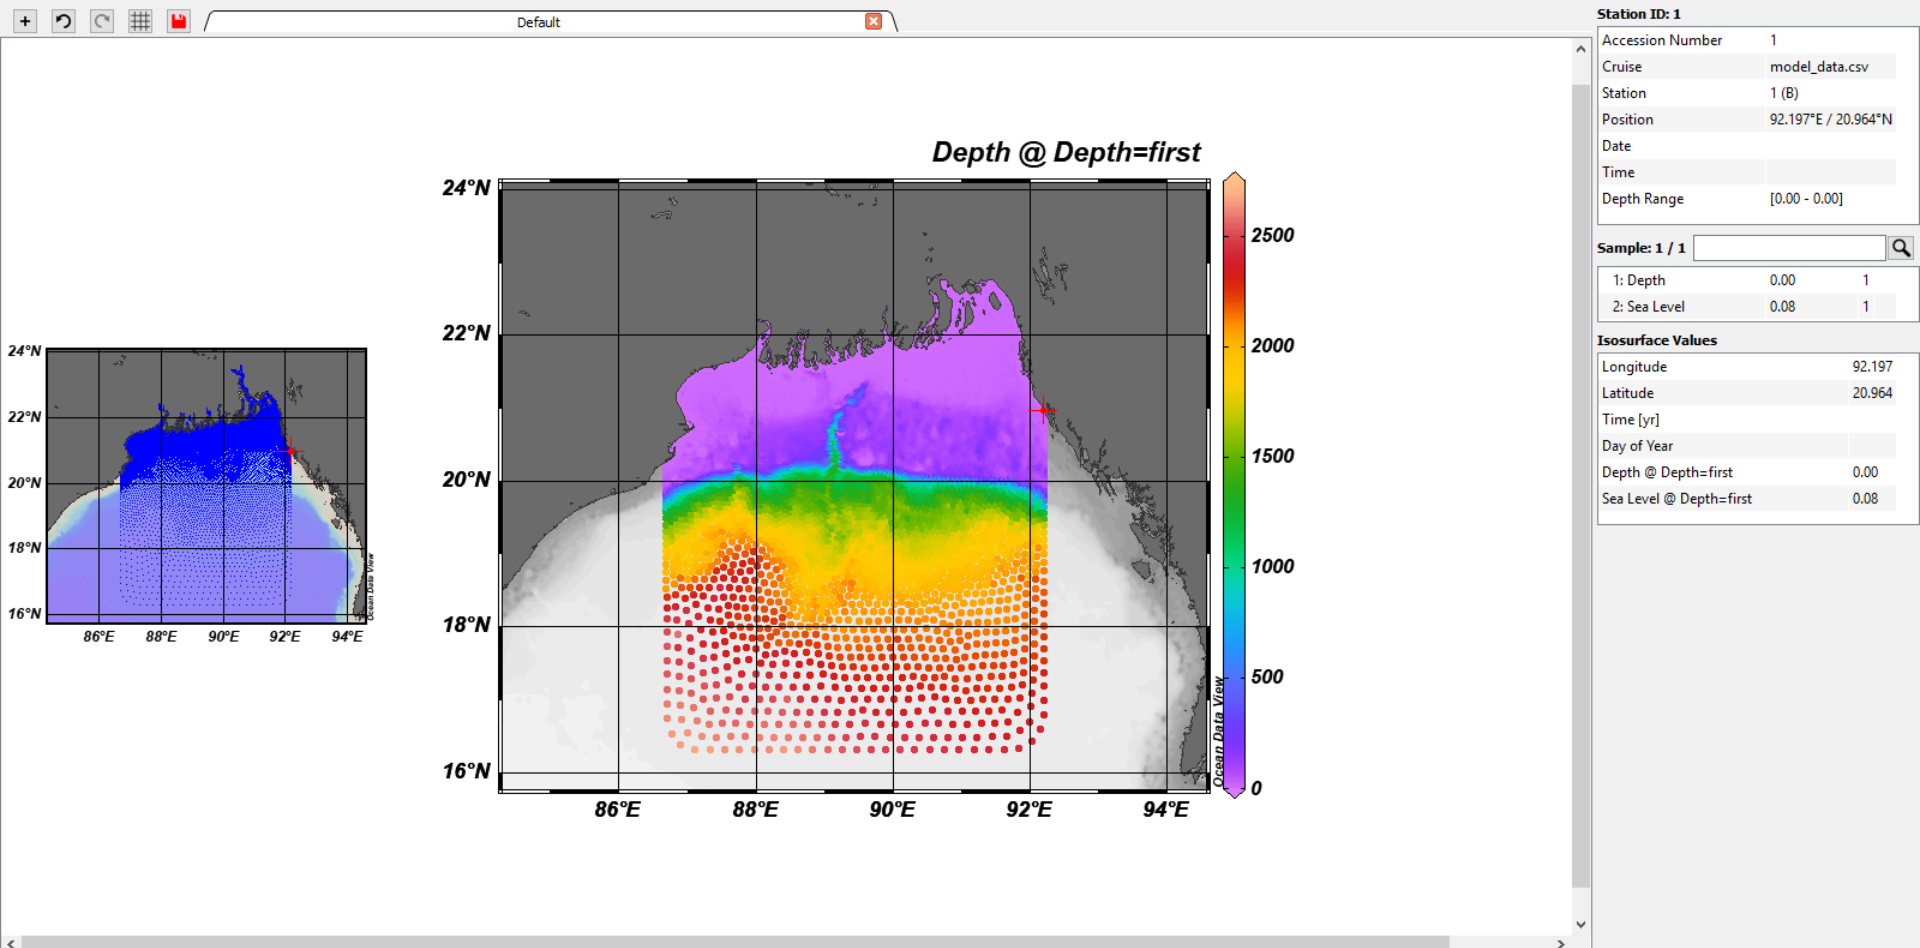 Default
Station ID: 1
Accession Number 1
Cruise model_data.csv
Station 1 (B)
Position 92.197°E / 20.964°N
Date
Time
Depth Range [0.00 - 0.00]
Sample: 1 / 1
1: Depth 0.00 1
2: Sea Level 0.08 1
Isosurface Values
Longitude 92.197
Latitude 20.964
Time [yr]
Day of Year
Depth @ Depth=first 0.00
Sea Level @ Depth=first 0.08
24°N
22°N
20°N
18°N
16°N
86°E 88°E 90°E 92°E 94°E
Ocean Data View
Depth @ Depth=first
24°N
22°N
20°N
18°N
16°N
86°E 88°E 90°E 92°E 94°E
Ocean Data View
2500
2000
1500
1000
500
0